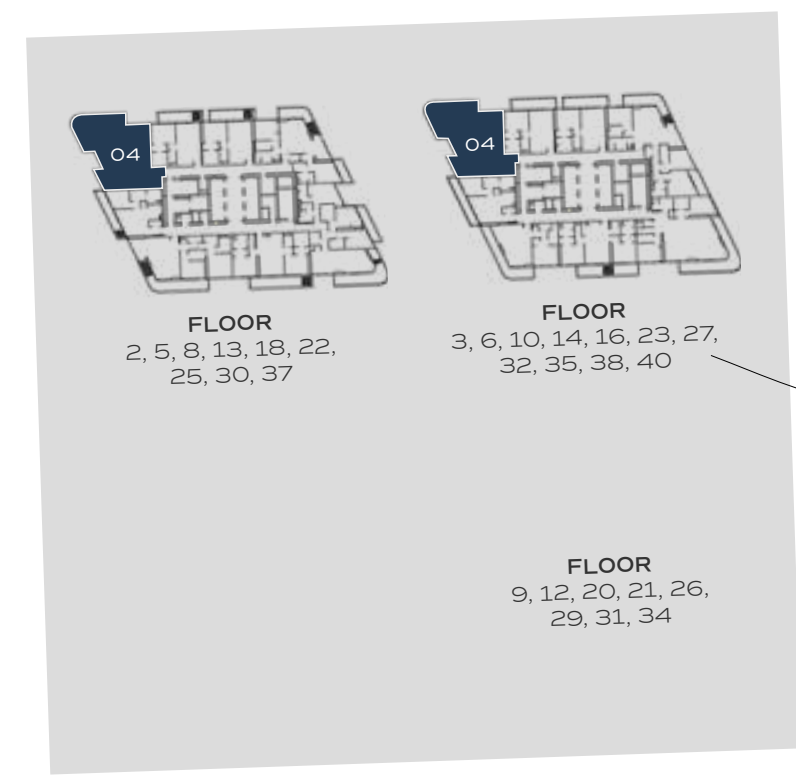 04
FLOOR
2, 5, 8, 13, 18, 22,
25, 30, 37
04
FLOOR
3, 6, 10, 14, 16, 23, 27,
32, 35, 38, 40
FLOOR
9, 12, 20, 21, 26,
29, 31, 34